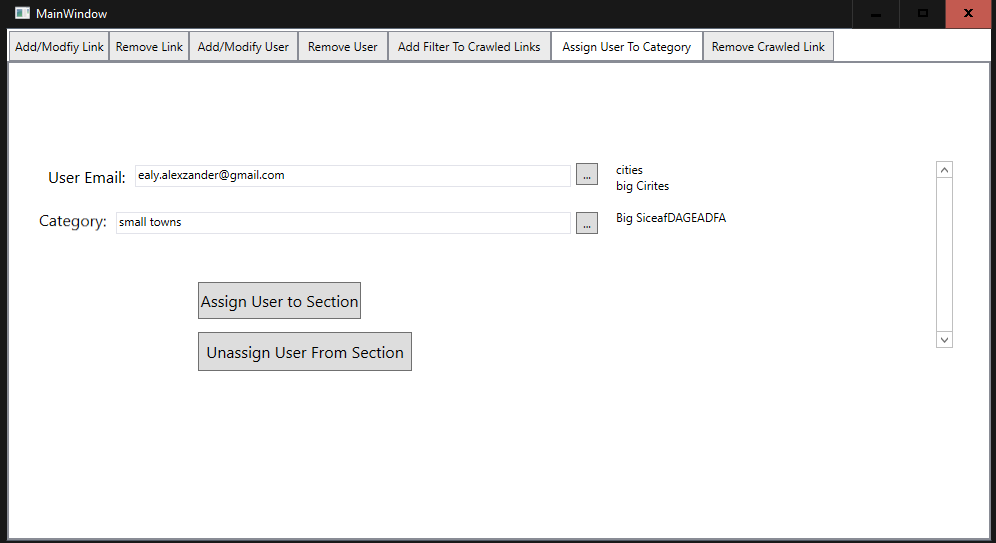 MainWindow
Add/Modfiy Link Remove Link Add/Modify User Remove User Add Filter To Crawled Links Assign User To Category Remove Crawled Link
User Email: ealy.alexzander@gmail.com ... cities
big Cirites
Category: small towns ... Big SiceafDAGEADFA
Assign User to Section
Unassign User From Section